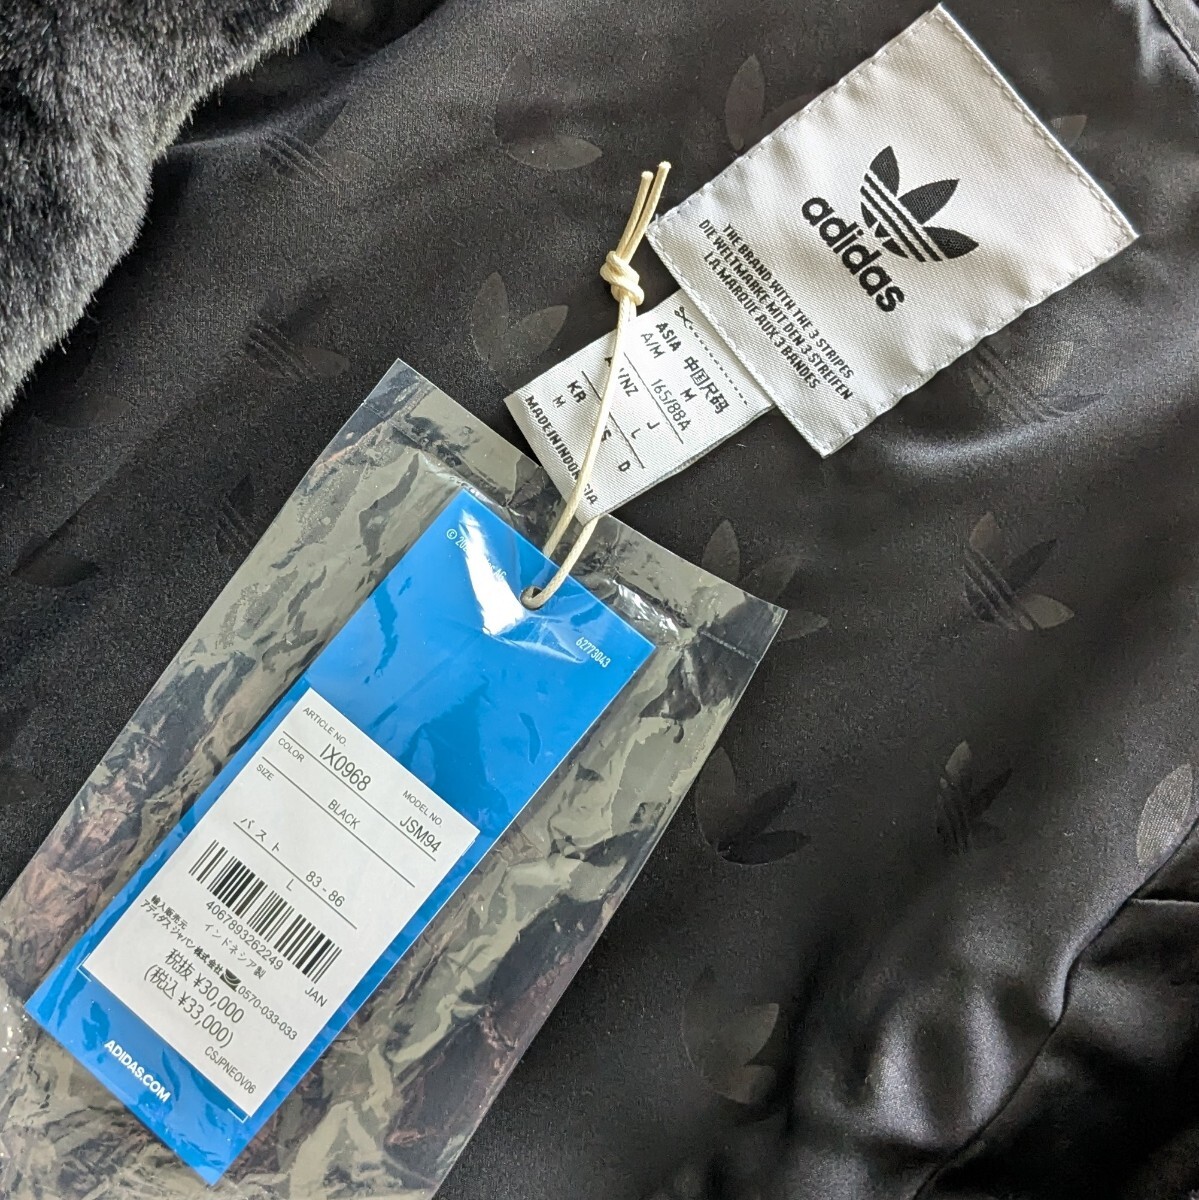 adidas
THE BRAND WITH THE 3 STRIPES
DIE WELTMARKE MIT DEN 3 STREIFEN
LA MARQUE AUX 3 BANDES
ASIA 中国尺码
A/M M
165/88A
/NZ J
L
KR
M D
MADE IN INDONESIA
©
62773043
ARTICLE NO. MODEL NO.
IX0968 JSM94
COLOR
BLACK
SIZE
バスト 83 - 86
L
4067893262249 JAN
輸入販売元 インドネシア製
アディダス ジャパン株式会社 0570-033-033
税抜 ¥30,000
(税込 ¥33,000)
CSJPNEOV06
ADIDAS.COM